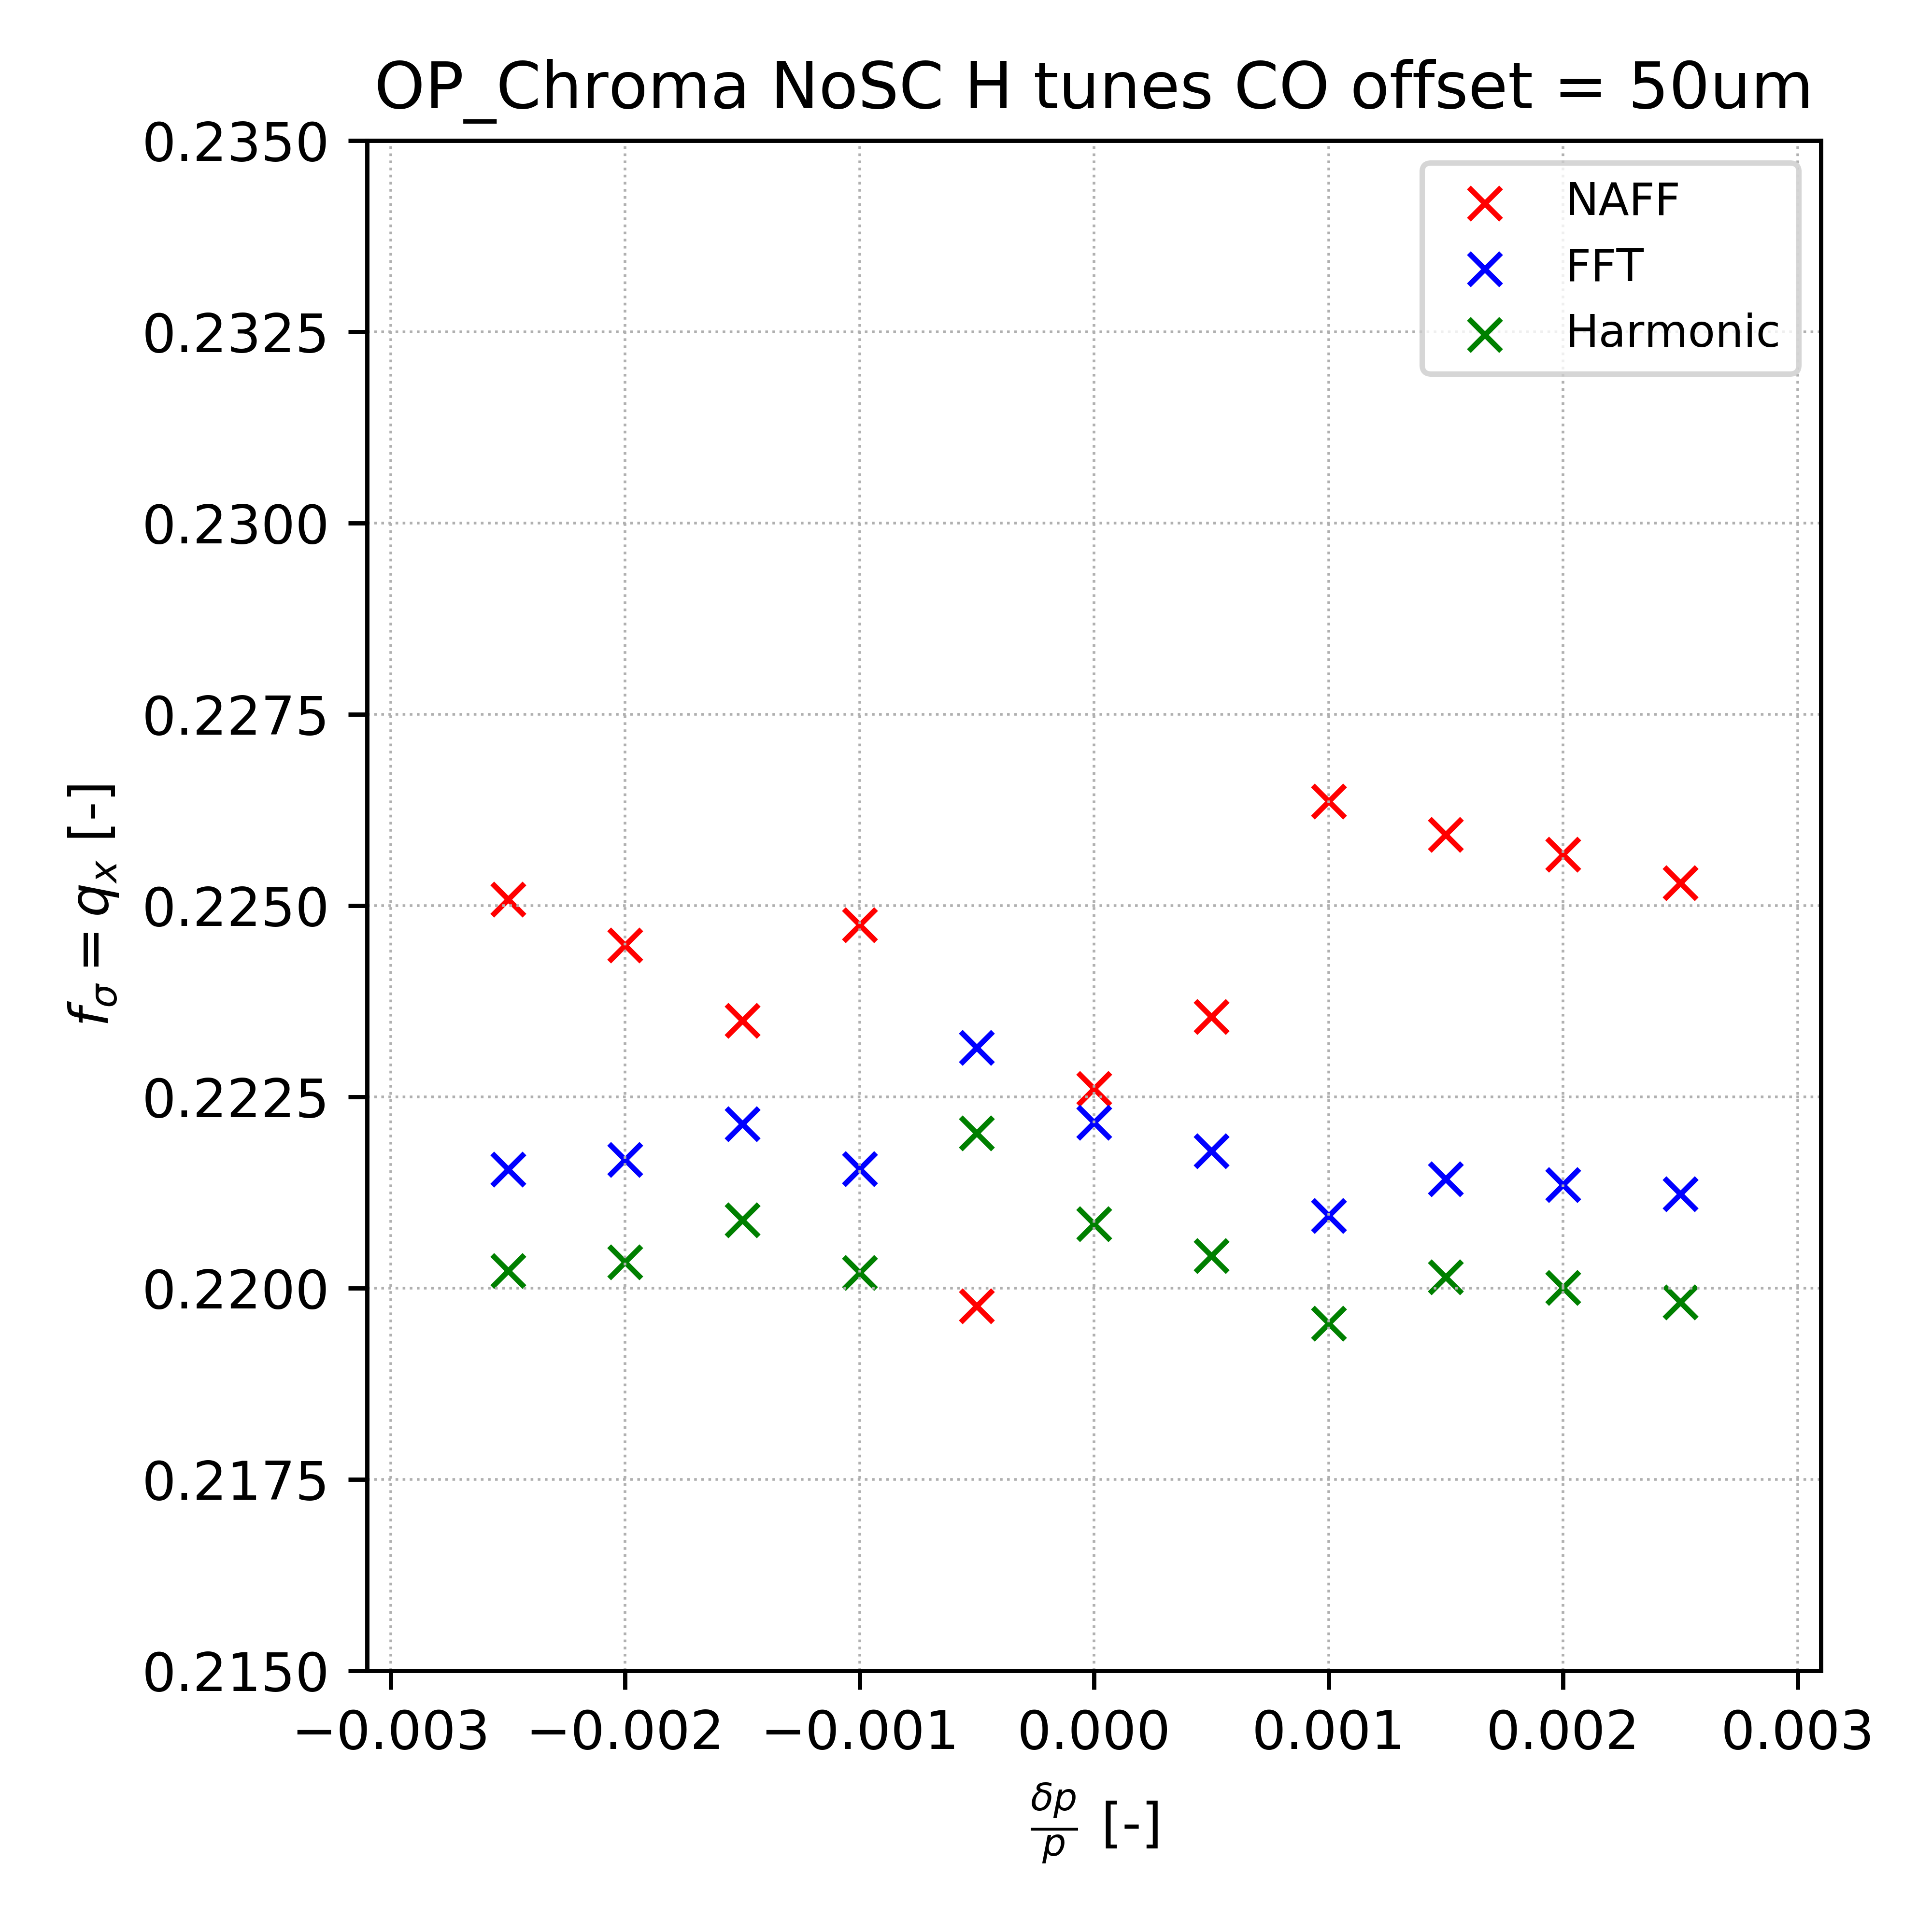 OP_Chroma NoSC H tunes CO offset = 50um
0.2350
0.2325
0.2300
0.2275
0.2250
0.2225
0.2200
0.2175
0.2150
f_σ = q_x [-]
NAFF
FFT
Harmonic
−0.003 −0.002 −0.001 0.000 0.001 0.002 0.003
δp/p [-]